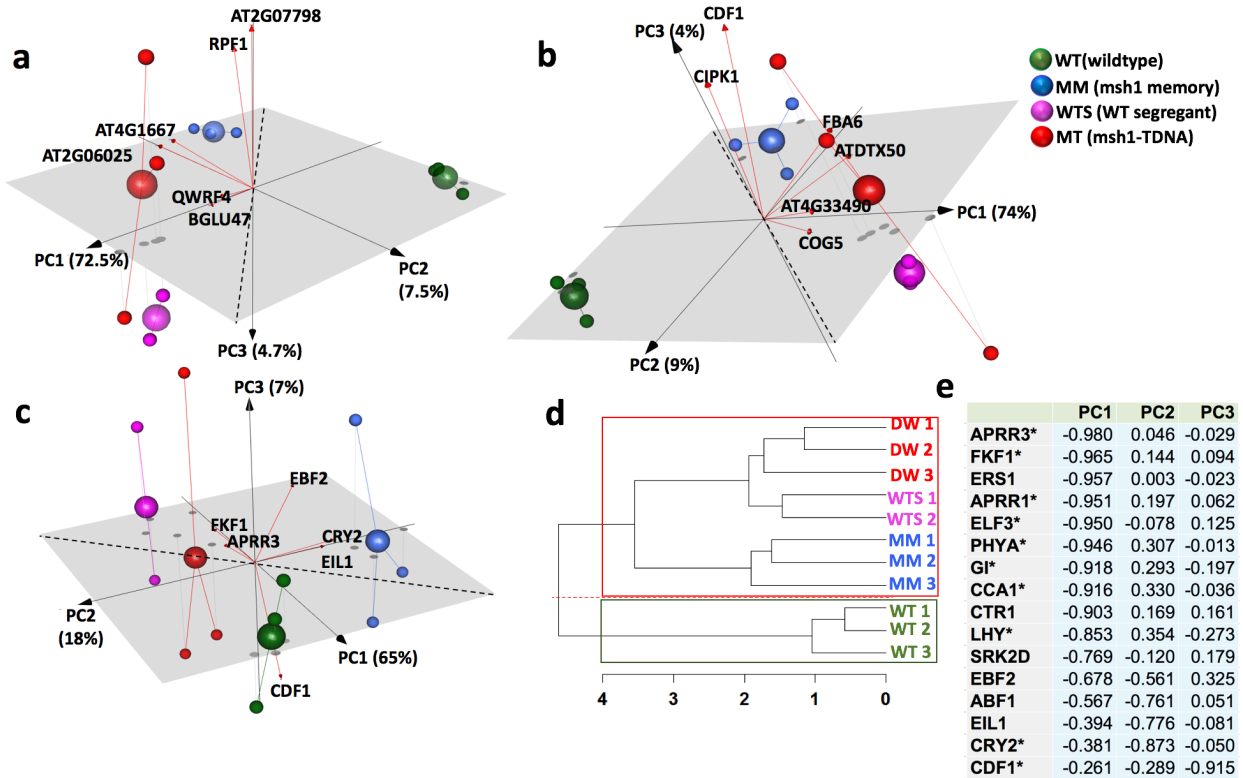 a
AT2G07798
RPF1
AT4G1667
AT2G06025
QWRF4
BGLU47
PC1 (72.5%)
PC2
(7.5%)
PC3 (4.7%)
b
CDF1
PC3 (4%)
CIPK1
FBA6
ATDTX50
AT4G33490
PC1 (74%)
COG5
PC2 (9%)
WT(wildtype)
MM (msh1 memory)
WTS (WT segregant)
MT (msh1-TDNA)
c
PC3 (7%)
EBF2
FKF1
APRR3
CRY2
EIL1
PC2
(18%)
PC1 (65%)
CDF1
d
DW 1
DW 2
DW 3
WTS 1
WTS 2
MM 1
MM 2
MM 3
WT 1
WT 2
WT 3
4 3 2 1 0
e
PC1 PC2 PC3
APRR3* -0.980 0.046 -0.029
FKF1* -0.965 0.144 0.094
ERS1 -0.957 0.003 -0.023
APRR1* -0.951 0.197 0.062
ELF3* -0.950 -0.078 0.125
PHYA* -0.946 0.307 -0.013
GI* -0.918 0.293 -0.197
CCA1* -0.916 0.330 -0.036
CTR1 -0.903 0.169 0.161
LHY* -0.853 0.354 -0.273
SRK2D -0.769 -0.120 0.179
EBF2 -0.678 -0.561 0.325
ABF1 -0.567 -0.761 0.051
EIL1 -0.394 -0.776 -0.081
CRY2* -0.381 -0.873 -0.050
CDF1* -0.261 -0.289 -0.915